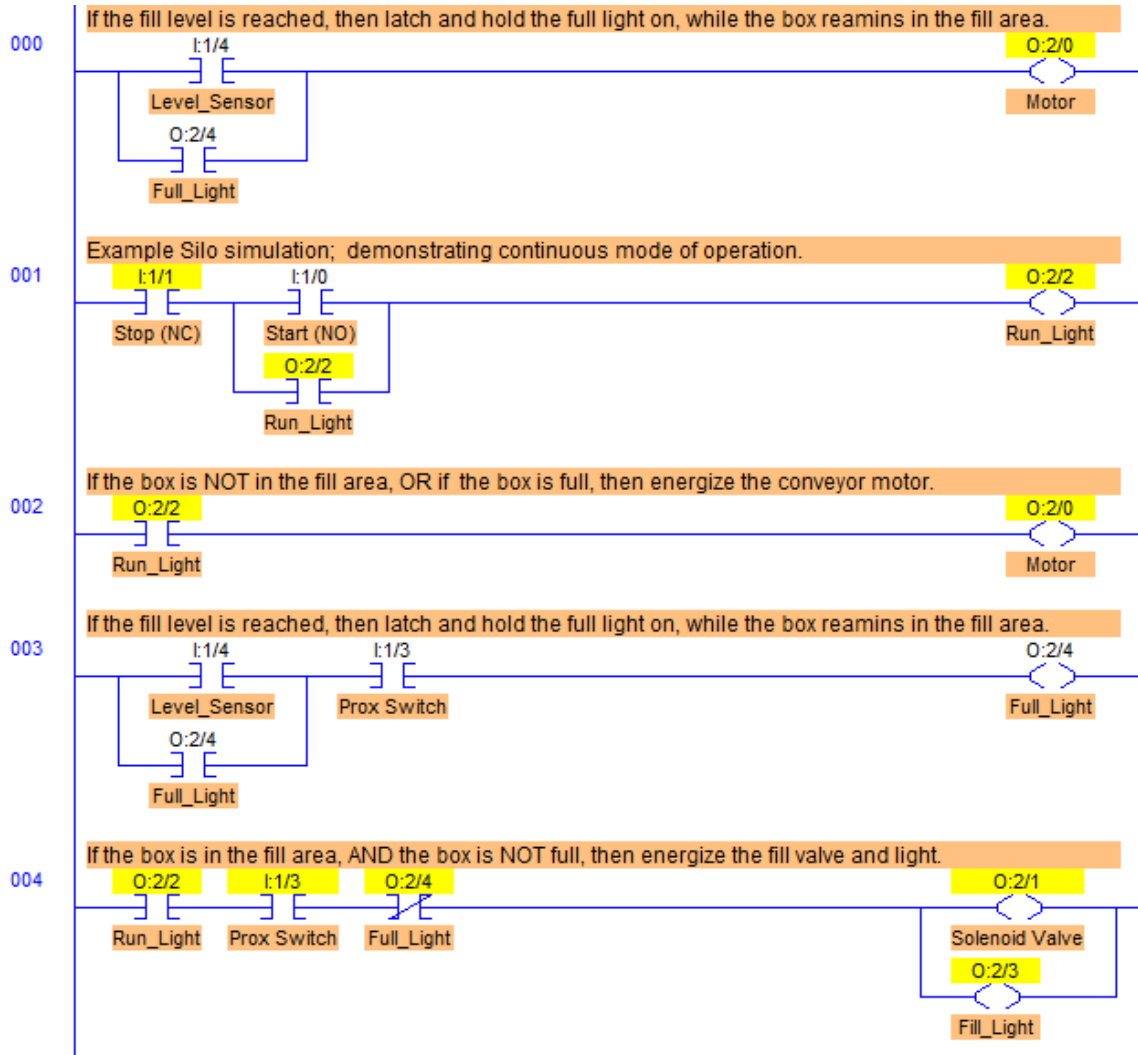 If the fill level is reached, then latch and hold the full light on, while the box reamins in the fill area.
000
I:1/4 O:2/0
Level_Sensor Motor
O:2/4
Full_Light
Example Silo simulation; demonstrating continuous mode of operation.
001
I:1/1 I:1/0 O:2/2
Stop (NC) Start (NO) Run_Light
O:2/2
Run_Light
If the box is NOT in the fill area, OR if the box is full, then energize the conveyor motor.
002
O:2/2 O:2/0
Run_Light Motor
If the fill level is reached, then latch and hold the full light on, while the box reamins in the fill area.
003
I:1/4 I:1/3 O:2/4
Level_Sensor Prox Switch Full_Light
O:2/4
Full_Light
If the box is in the fill area, AND the box is NOT full, then energize the fill valve and light.
004
O:2/2 I:1/3 O:2/4 O:2/1
Run_Light Prox Switch Full_Light Solenoid Valve
O:2/3
Fill_Light